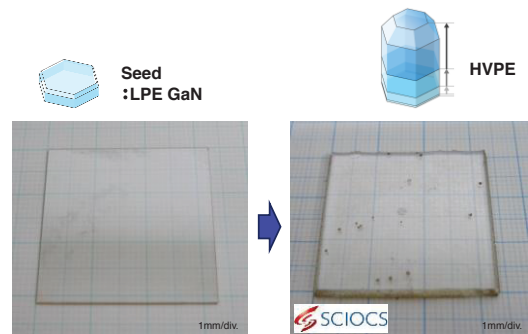 Seed
:LPE GaN
HVPE
1mm/div.
SCIOCS
1mm/div.